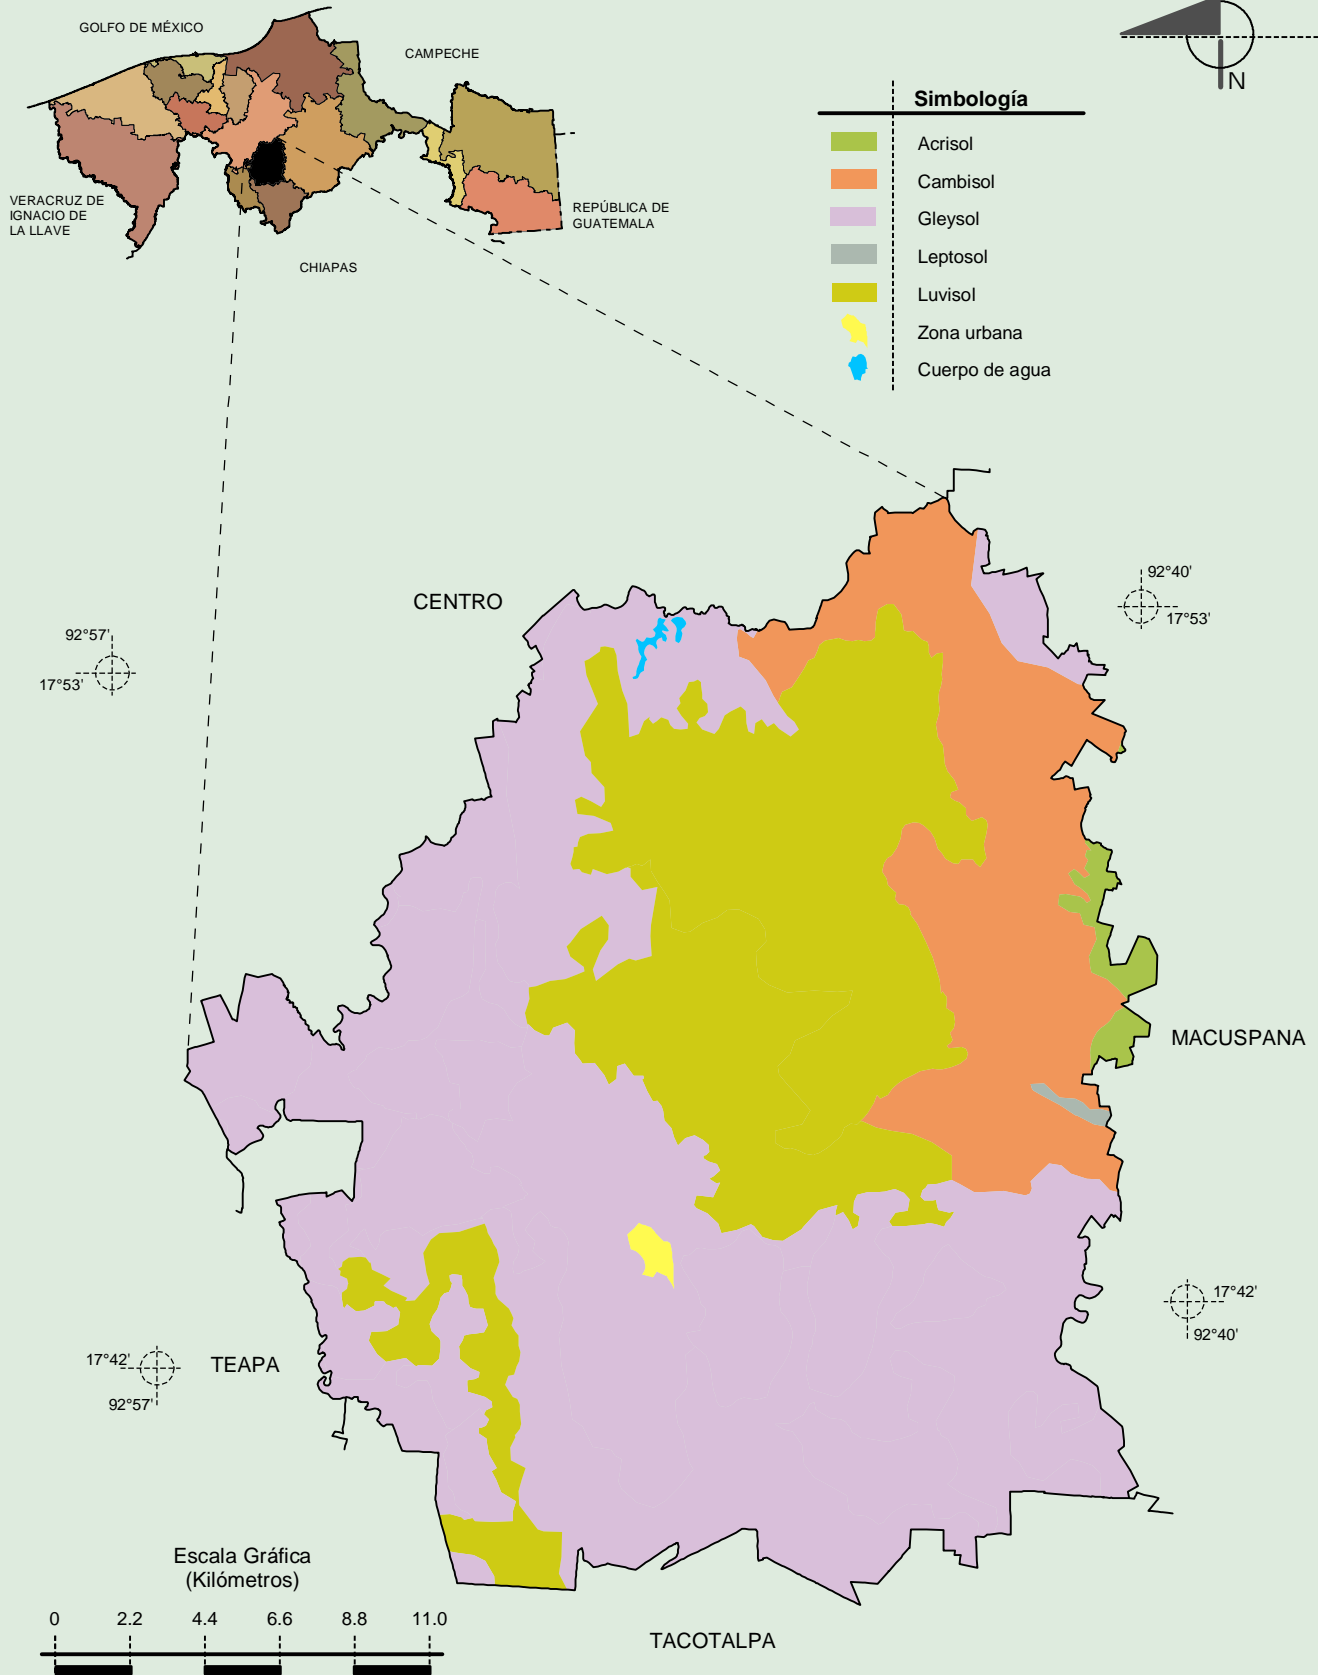 GOLFO DE MÉXICO
CAMPECHE
VERACRUZ DE
IGNACIO DE
LA LLAVE
REPÚBLICA DE
GUATEMALA
CHIAPAS
N
Simbología
Acrisol
Cambisol
Gleysol
Leptosol
Luvisol
Zona urbana
Cuerpo de agua
CENTRO
92°40'
17°53'
92°57'
17°53'
MACUSPANA
17°42'
92°40'
17°42'
92°57'
TEAPA
Escala Gráfica
(Kilómetros)
0 2.2 4.4 6.6 8.8 11.0
TACOTALPA